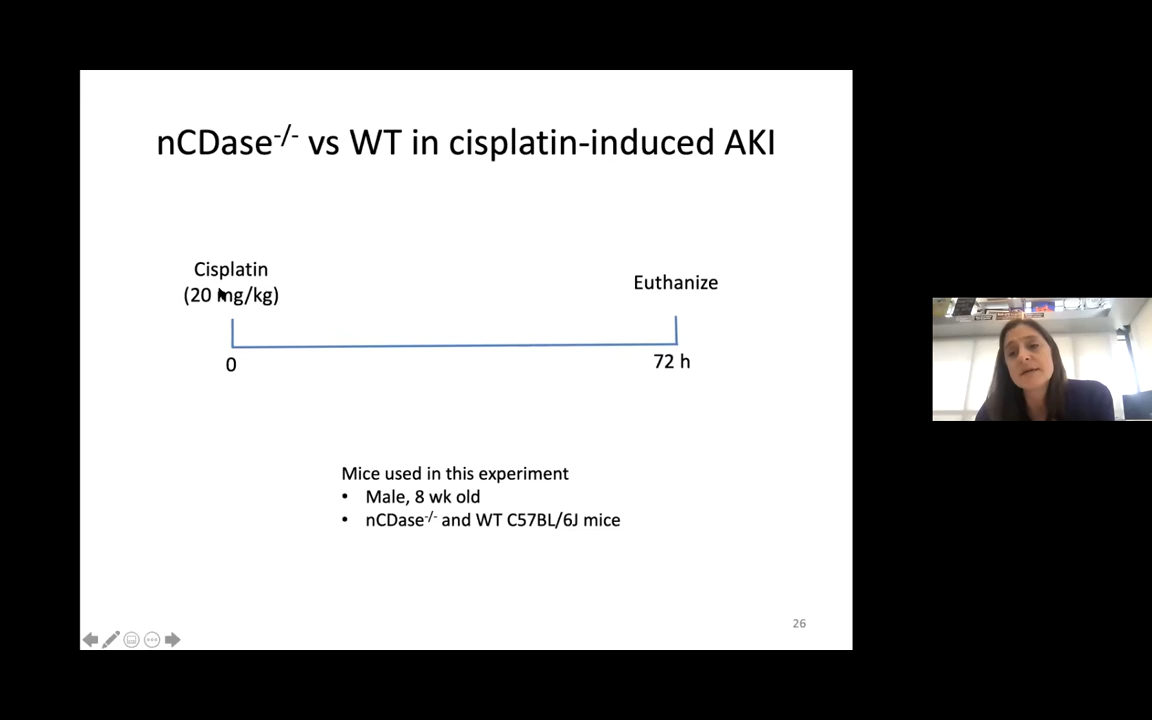 nCDase-/- vs WT in cisplatin-induced AKI
Cisplatin
(20 mg/kg)
Euthanize
0
72 h
Mice used in this experiment
• Male, 8 wk old
• nCDase-/- and WT C57BL/6J mice
26